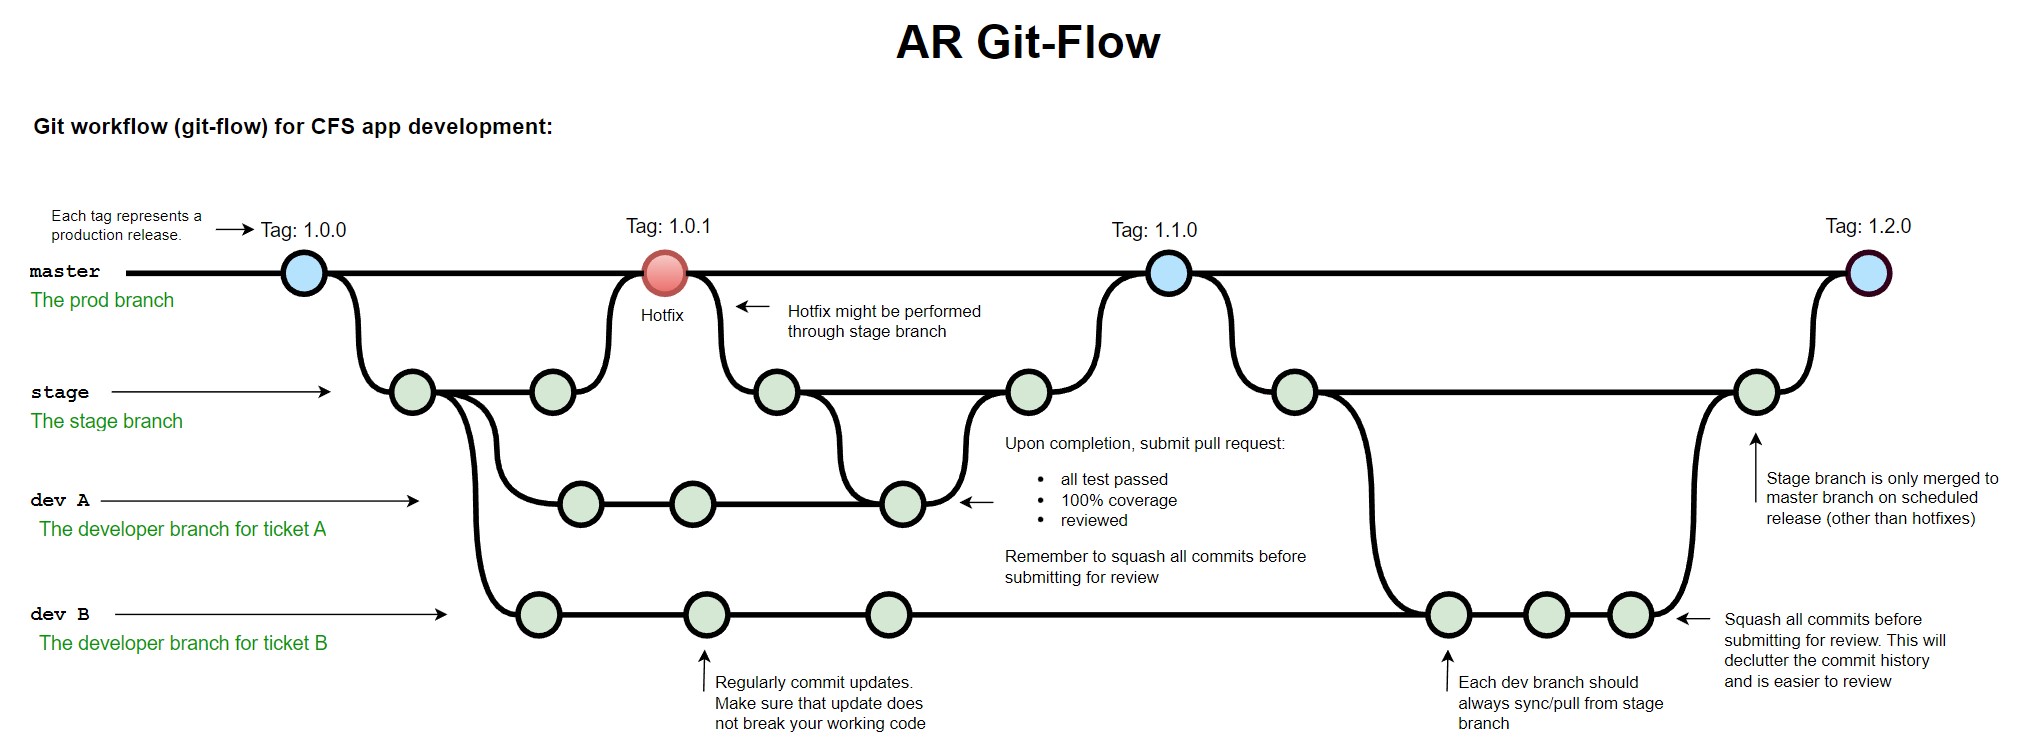 AR Git-Flow
Git workflow (git-flow) for CFS app development:
Each tag represents a
production release.
Tag: 1.0.0
Tag: 1.0.1
Tag: 1.1.0
Tag: 1.2.0
master
The prod branch
Hotfix
Hotfix might be performed
through stage branch
stage
The stage branch
Upon completion, submit pull request:
• all test passed
• 100% coverage
• reviewed
Remember to squash all commits before
submitting for review
Stage branch is only merged to
master branch on scheduled
release (other than hotfixes)
dev A
The developer branch for ticket A
dev B
The developer branch for ticket B
Regularly commit updates.
Make sure that update does
not break your working code
Each dev branch should
always sync/pull from stage
branch
Squash all commits before
submitting for review. This will
declutter the commit history
and is easier to review